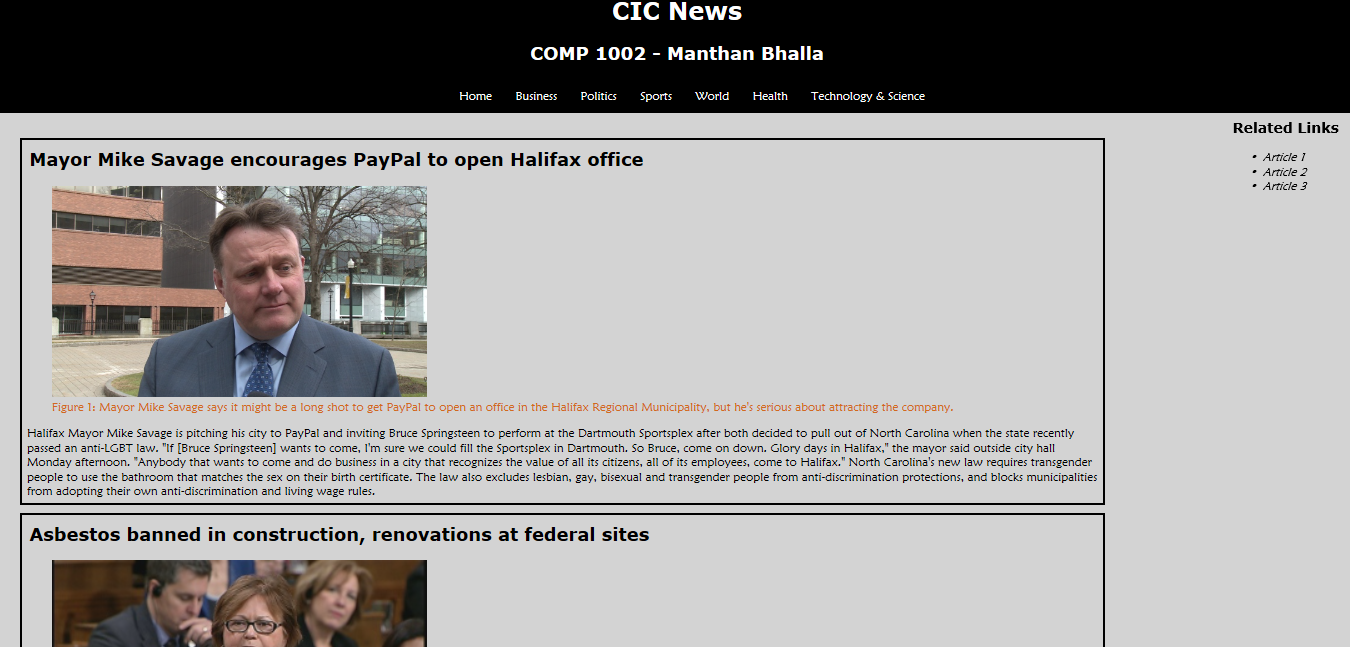 CIC News
COMP 1002 - Manthan Bhalla
Home Business Politics Sports World Health Technology & Science
Related Links
• Article 1
• Article 2
• Article 3
Mayor Mike Savage encourages PayPal to open Halifax office
Figure 1: Mayor Mike Savage says it might be a long shot to get PayPal to open an office in the Halifax Regional Municipality, but he's serious about attracting the company.
Halifax Mayor Mike Savage is pitching his city to PayPal and inviting Bruce Springsteen to perform at the Dartmouth Sportsplex after both decided to pull out of North Carolina when the state recently
passed an anti-LGBT law. "If [Bruce Springsteen] wants to come, I'm sure we could fill the Sportsplex in Dartmouth. So Bruce, come on down. Glory days in Halifax," the mayor said outside city hall
Monday afternoon. "Anybody that wants to come and do business in a city that recognizes the value of all its citizens, all of its employees, come to Halifax." North Carolina's new law requires transgender
people to use the bathroom that matches the sex on their birth certificate. The law also excludes lesbian, gay, bisexual and transgender people from anti-discrimination protections, and blocks municipalities
from adopting their own anti-discrimination and living wage rules.
Asbestos banned in construction, renovations at federal sites